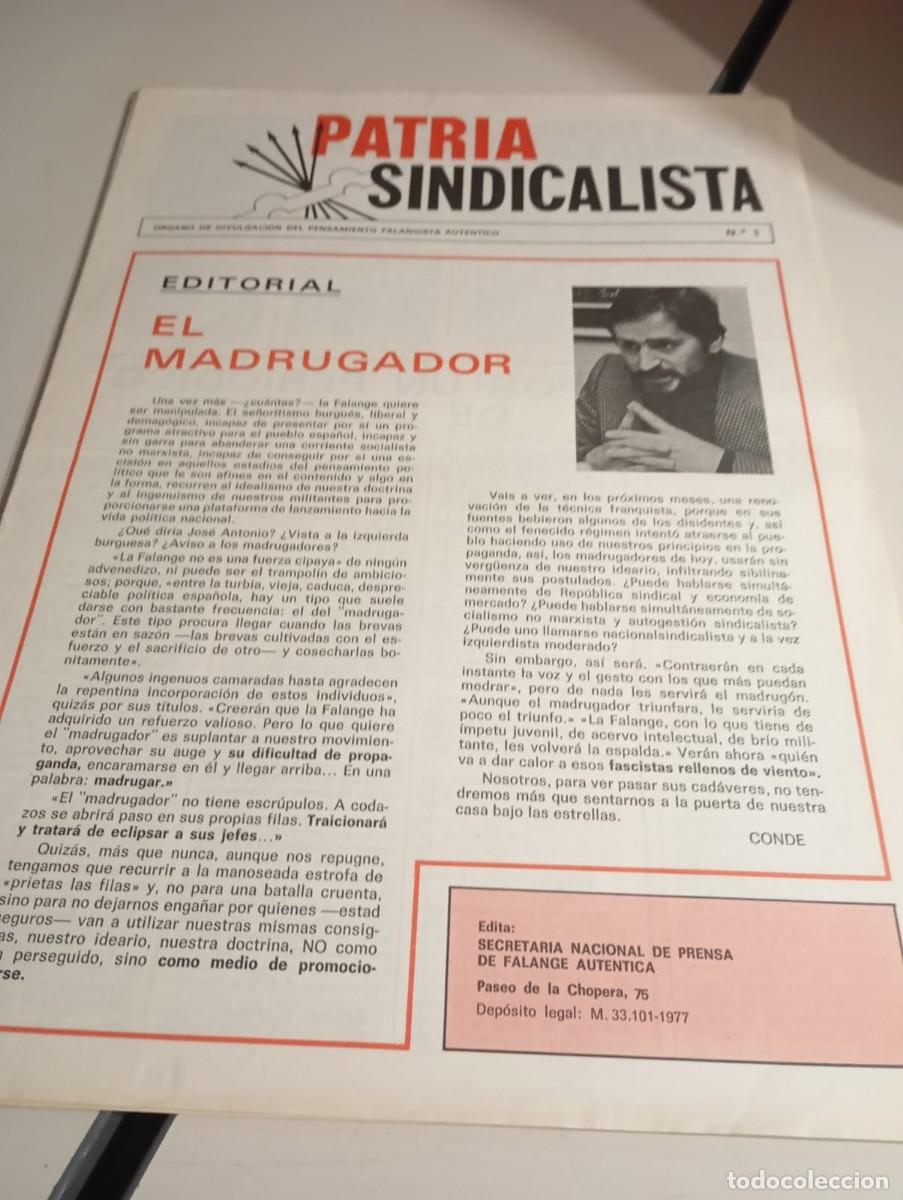 PATRIA
SINDICALISTA
ORGANO DE DIVULGACION DEL PENSAMIENTO FALANGISTA AUTENTICO
N.º 1
EDITORIAL
EL
MADRUGADOR
Una vez más —¿cuántas?— la Falange quiere
ser manipulada. El señoritismo burgués, liberal y
demagógico, incapaz de presentar por sí un pro-
grama atractivo para el pueblo español, incapaz y
sin garra para abanderar una corriente socialista
no marxista, incapaz de conseguir por sí una es-
cisión en aquellos estadios del pensamiento po-
lítico que le son afines en el contenido y algo en
la forma, recurren al idealismo de nuestra doctrina
y al ingenuismo de nuestros militantes para pro-
porcionarse una plataforma de lanzamiento hacia la
vida política nacional.
¿Qué diría José Antonio? ¿Vista a la izquierda
burguesa? ¿Aviso a los madrugadores?
«La Falange no es una fuerza cipaya» de ningún
advenedizo, ni puede ser el trampolín de ambicio-
sos; porque, «entre la turbia, vieja, caduca, despre-
ciable política española, hay un tipo que suele
darse con bastante frecuencia: el del "madruga-
dor". Este tipo procura llegar cuando las brevas
están en sazón —las brevas cultivadas con el es-
fuerzo y el sacrificio de otro— y cosecharlas bo-
nitamente».
«Algunos ingenuos camaradas hasta agradecen
la repentina incorporación de estos individuos»,
quizás por sus títulos. «Creerán que la Falange ha
adquirido un refuerzo valioso. Pero lo que quiere
el "madrugador" es suplantar a nuestro movimien-
to, aprovechar su auge y su dificultad de propa-
ganda, encaramarse en él y llegar arriba... En una
palabra: madrugar.»
«El "madrugador" no tiene escrúpulos. A coda-
zos se abrirá paso en sus propias filas. Traicionará
y tratará de eclipsar a sus jefes...»
Quizás, más que nunca, aunque nos repugne,
tengamos que recurrir a la manoseada estrofa de
«prietas las filas» y, no para una batalla cruenta,
sino para no dejarnos engañar por quienes —estad
seguros— van a utilizar nuestras mismas consig-
as, nuestro ideario, nuestra doctrina, NO como
n perseguido, sino como medio de promocio-
rse.
Vais a ver, en los próximos meses, una reno-
vación de la técnica franquista, porque en sus
fuentes bebieron algunos de los disidentes y, así
como el fenecido régimen intentó atraerse al pue-
blo haciendo uso de nuestros principios en la pro-
paganda, así, los madrugadores de hoy, usarán sin
vergüenza de nuestro ideario, infiltrando sibilina-
mente sus postulados. ¿Puede hablarse simultá-
neamente de República sindical y economía de
mercado? ¿Puede hablarse simultáneamente de so-
cialismo no marxista y autogestión sindicalista?
¿Puede uno llamarse nacionalsindicalista y a la vez
izquierdista moderado?
Sin embargo, así será. «Contraerán en cada
instante la voz y el gesto con los que más puedan
medrar», pero de nada les servirá el madrugón.
«Aunque el madrugador triunfara, le serviría de
poco el triunfo.» «La Falange, con lo que tiene de
ímpetu juvenil, de acervo intelectual, de brío mili-
tante, les volverá la espalda.» Verán ahora «quién
va a dar calor a esos fascistas rellenos de viento».
Nosotros, para ver pasar sus cadáveres, no ten-
dremos más que sentarnos a la puerta de nuestra
casa bajo las estrellas.
CONDE
Edita:
SECRETARIA NACIONAL DE PRENSA
DE FALANGE AUTENTICA
Paseo de la Chopera, 75
Depósito legal: M. 33.101-1977
todocoleccion